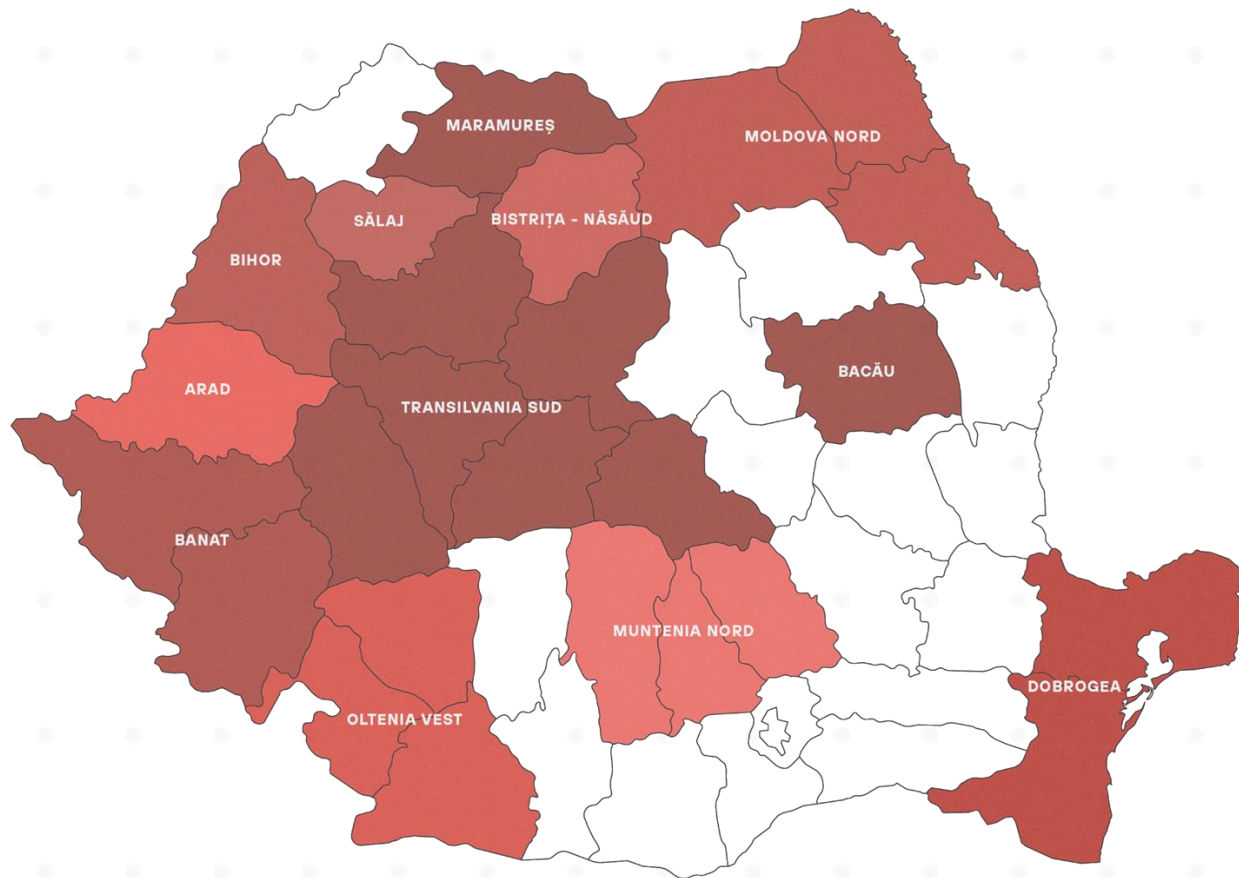 MARAMUREȘ
MOLDOVA NORD
SĂLAJ
BISTRIȚA - NĂSĂUD
BIHOR
BACĂU
ARAD
TRANSILVANIA SUD
BANAT
MUNTENIA NORD
DOBROGEA
OLTENIA VEST